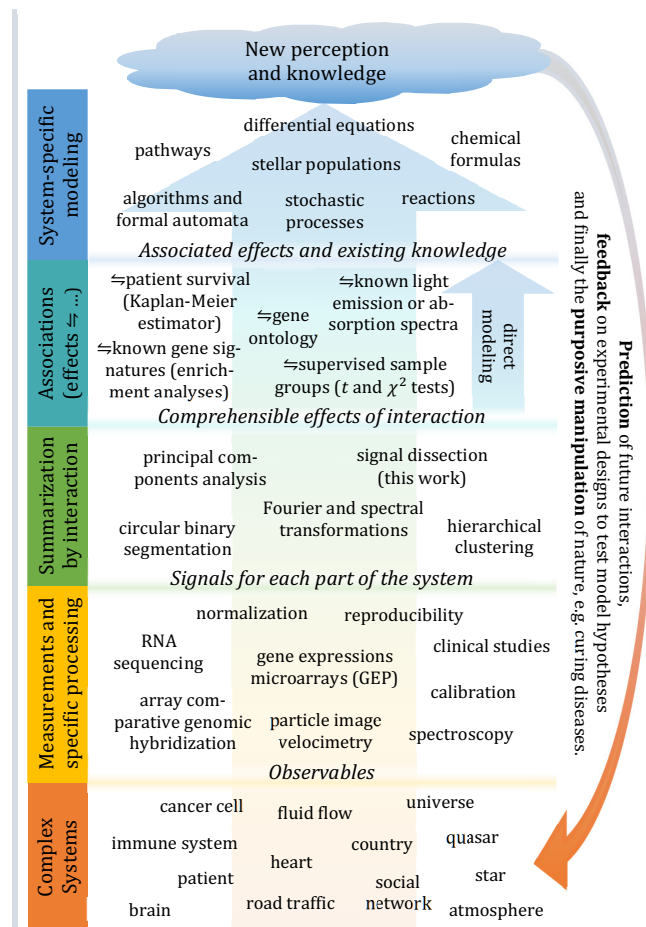 New perception
and knowledge
System-specific
modeling
differential equations
pathways
chemical
formulas
stellar populations
algorithms and
formal automata
stochastic
processes
reactions
Associated effects and existing knowledge
Associations
(effects ⇋ ...)
⇋patient survival
(Kaplan-Meier
estimator)
⇋known light
emission or ab-
sorption spectra
⇋gene
ontology
⇋known gene sig-
natures (enrich-
ment analyses)
⇋supervised sample
groups (t and χ² tests)
direct
modeling
Comprehensible effects of interaction
Summarization
by interaction
principal com-
ponents analysis
signal dissection
(this work)
Fourier and spectral
transformations
circular binary
segmentation
hierarchical
clustering
Signals for each part of the system
Measurements and
specific processing
normalization
reproducibility
RNA
sequencing
clinical studies
gene expressions
microarrays (GEP)
calibration
array com-
parative genomic
hybridization
particle image
velocimetry
spectroscopy
Observables
Complex
Systems
cancer cell
fluid flow
universe
immune system
country
quasar
heart
patient
social
network
star
brain
road traffic
atmosphere
Prediction of future interactions,
feedback on experimental designs to test model hypotheses
and finally the purposive manipulation of nature, e.g. curing diseases.